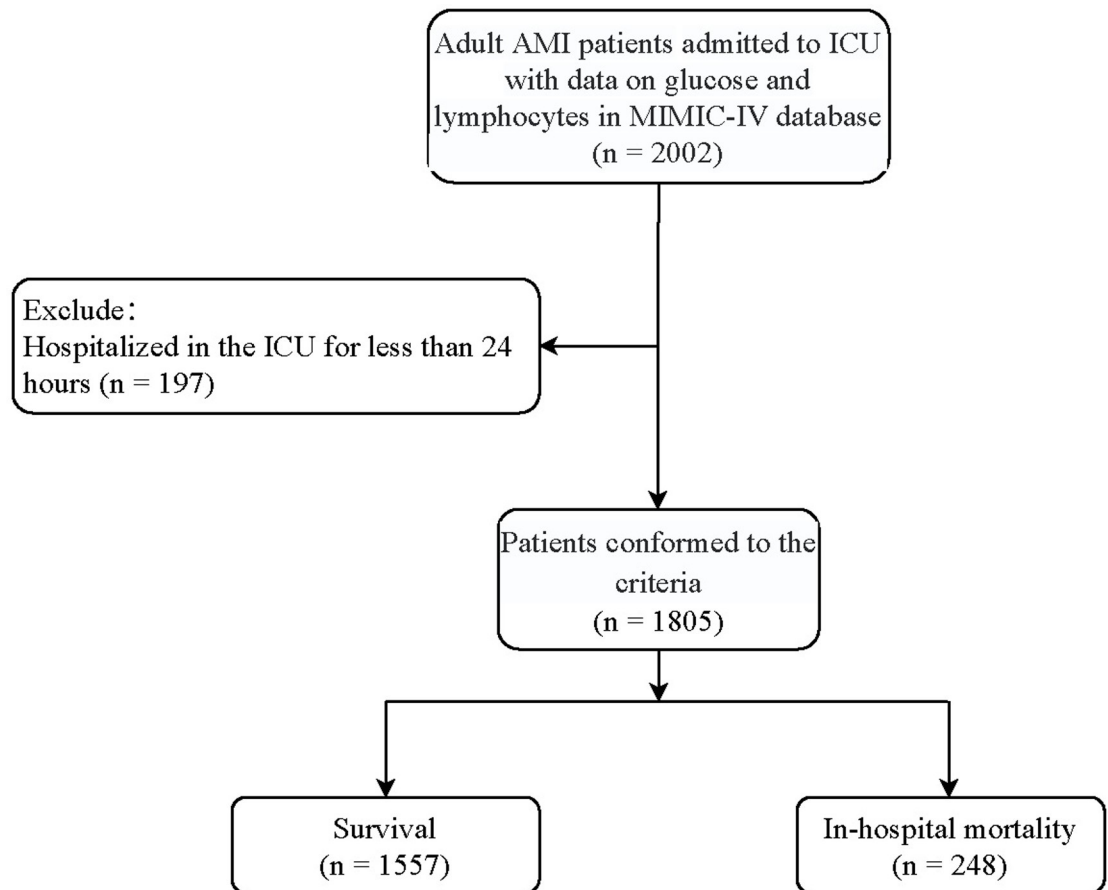 Adult AMI patients admitted to ICU
with data on glucose and
lymphocytes in MIMIC-IV database
(n = 2002)
Exclude：
Hospitalized in the ICU for less than 24
hours (n = 197)
Patients conformed to the
criteria
(n = 1805)
Survival
(n = 1557)
In-hospital mortality
(n = 248)